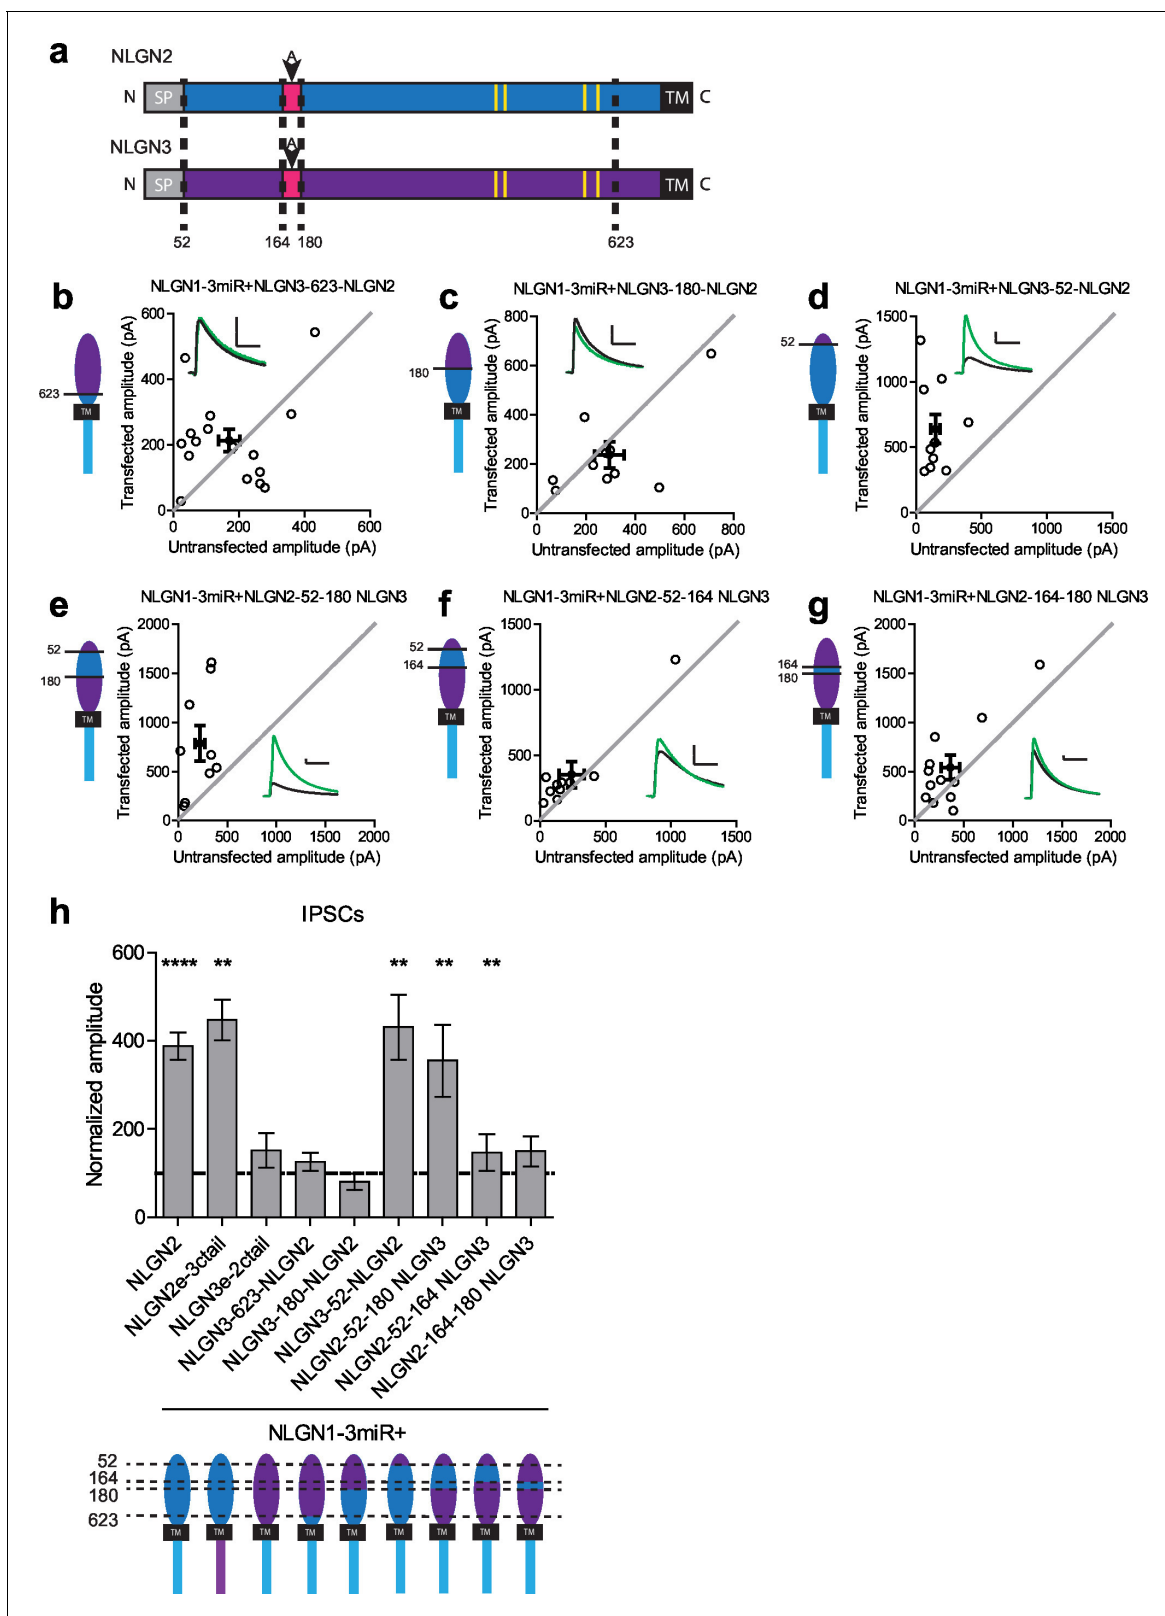 a
NLGN2
A
N SP TM C
NLGN3
A
N SP TM C
52 164 180 623
b
NLGN1-3miR+NLGN3-623-NLGN2
623
TM
Transfected amplitude (pA)
600
400
200
0
0 200 400 600
Untransfected amplitude (pA)
c
NLGN1-3miR+NLGN3-180-NLGN2
180
TM
Transfected amplitude (pA)
800
600
400
200
0
0 200 400 600 800
Untransfected amplitude (pA)
d
NLGN1-3miR+NLGN3-52-NLGN2
52
TM
Transfected amplitude (pA)
1500
1000
500
0
0 500 1000 1500
Untransfected amplitude (pA)
e
NLGN1-3miR+NLGN2-52-180 NLGN3
52
180
TM
Transfected amplitude (pA)
2000
1500
1000
500
0
0 500 1000 1500 2000
Untransfected amplitude (pA)
f
NLGN1-3miR+NLGN2-52-164 NLGN3
52
164
TM
Transfected amplitude (pA)
1500
1000
500
0
0 500 1000 1500
Untransfected amplitude (pA)
g
NLGN1-3miR+NLGN2-164-180 NLGN3
164
180
TM
Transfected amplitude (pA)
2000
1500
1000
500
0
0 500 1000 1500 2000
Untransfected amplitude (pA)
h
IPSCs
Normalized amplitude
600
400
200
0
**** ** ** ** **
NLGN2
NLGN2e-3ctail
NLGN3e-2ctail
NLGN3-623-NLGN2
NLGN3-180-NLGN2
NLGN3-52-NLGN2
NLGN2-52-180 NLGN3
NLGN2-52-164 NLGN3
NLGN2-164-180 NLGN3
NLGN1-3miR+
52
164
180
623
TM TM TM TM TM TM TM TM TM